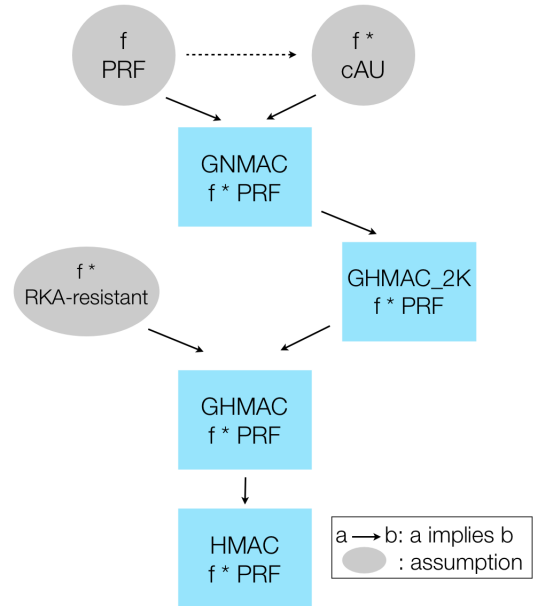 f
PRF
f *
cAU
GNMAC
f * PRF
f *
RKA-resistant
GHMAC_2K
f * PRF
GHMAC
f * PRF
HMAC
f * PRF
a → b: a implies b
: assumption